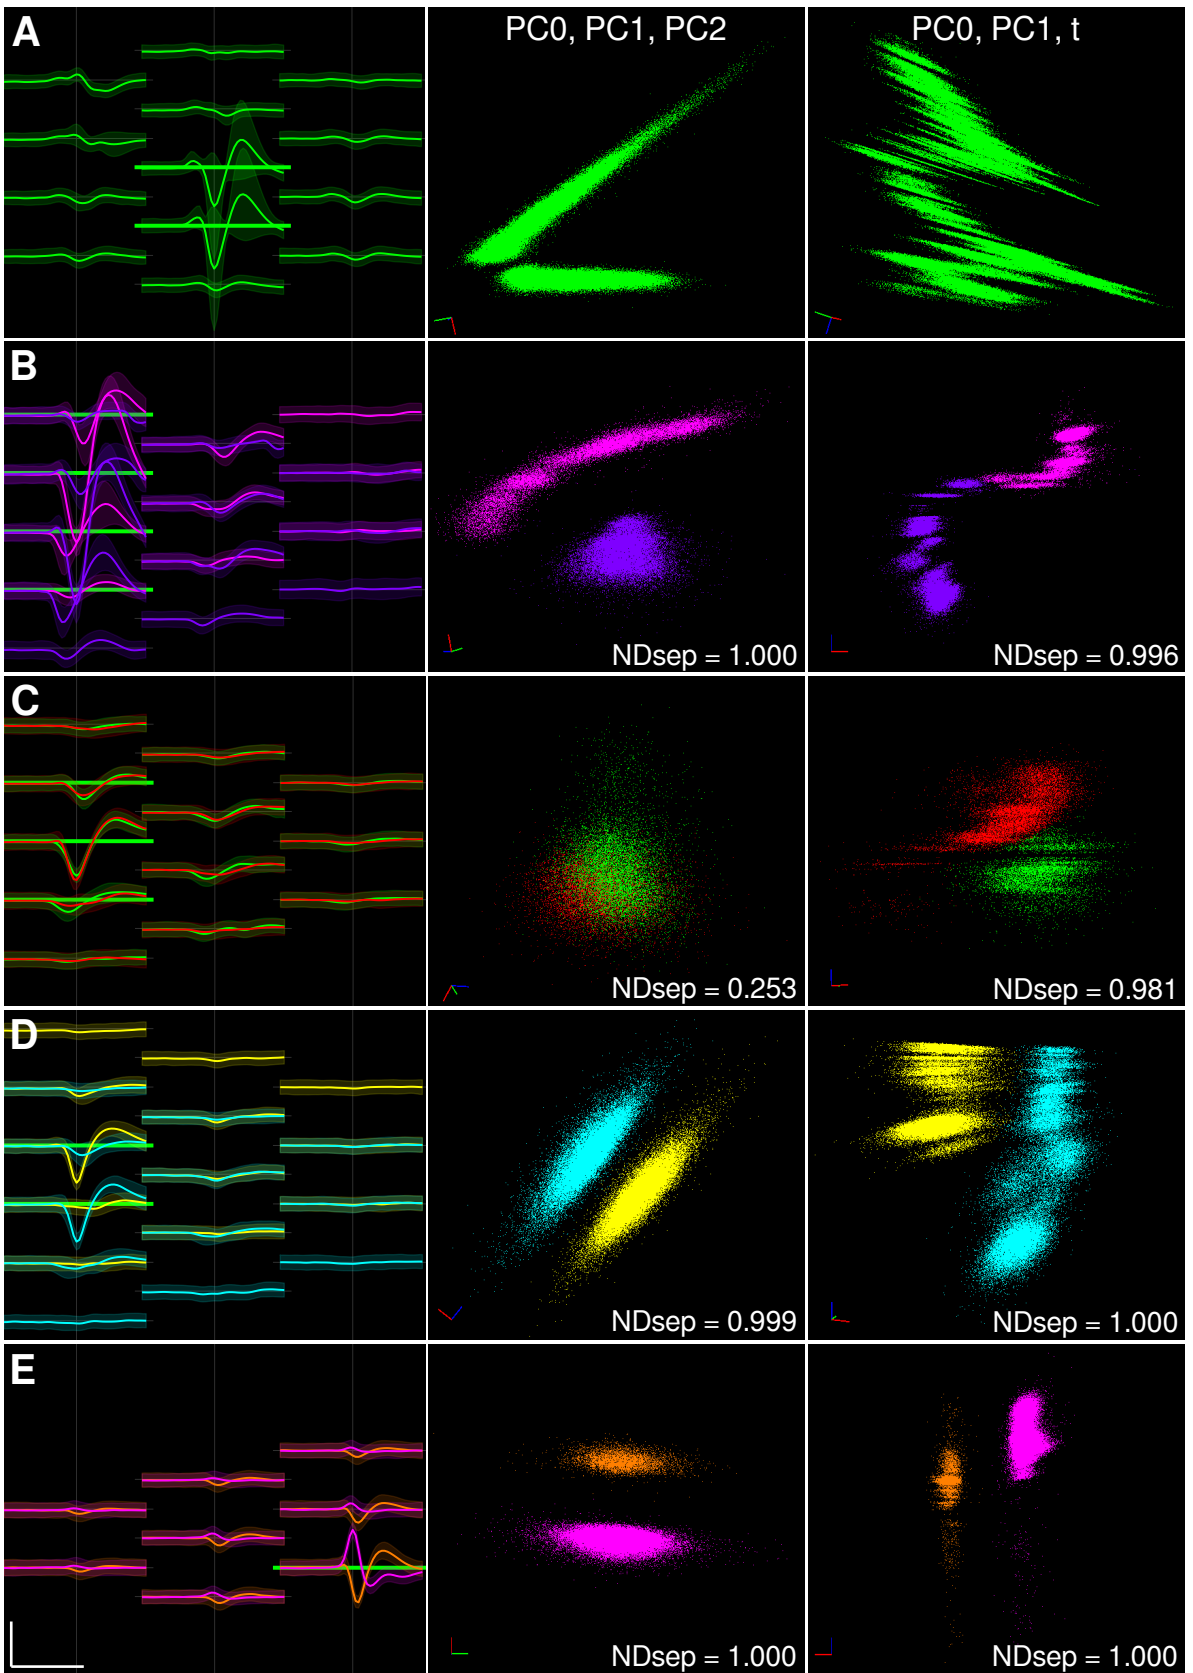 A
PC0, PC1, PC2
PC0, PC1, t
B
NDsep = 1.000
NDsep = 0.996
C
NDsep = 0.253
NDsep = 0.981
D
NDsep = 0.999
NDsep = 1.000
E
NDsep = 1.000
NDsep = 1.000